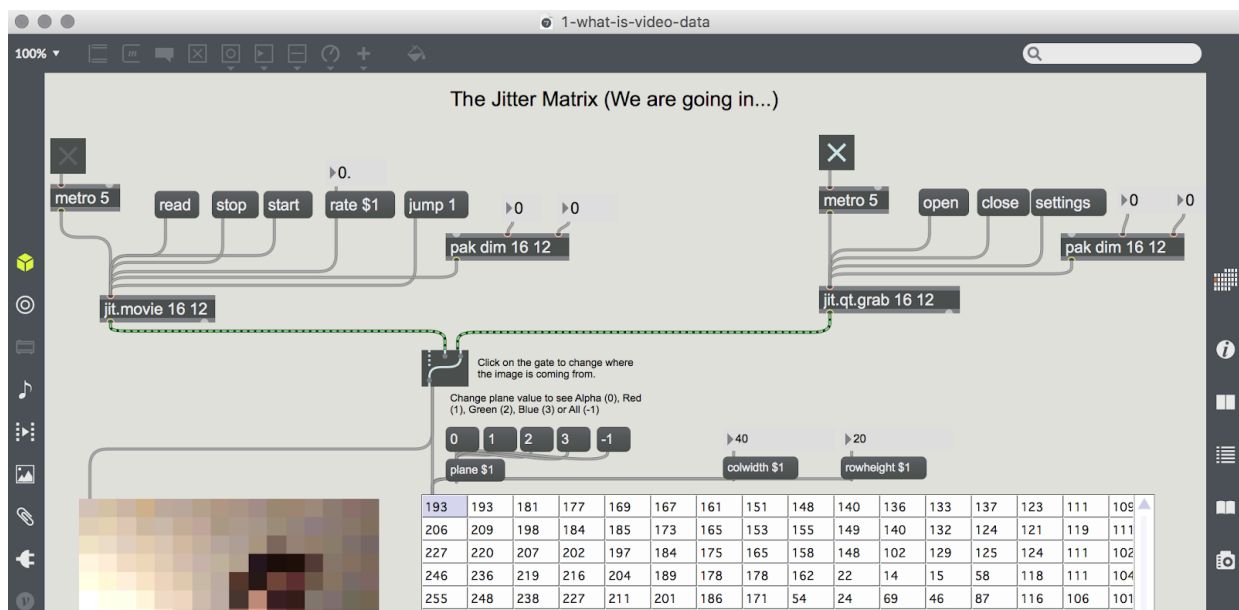 1-what-is-video-data
100%
The Jitter Matrix (We are going in...)
0.
metro 5
read
stop
start
rate $1
jump 1
0
0
pak dim 16 12
jit.movie 16 12
metro 5
open
close
settings
0
0
pak dim 16 12
jit.qt.grab 16 12
Click on the gate to change where
the image is coming from.
Change plane value to see Alpha (0), Red
(1), Green (2), Blue (3) or All (-1)
0
1
2
3
-1
40
20
plane $1
colwidth $1
rowheight $1
193 193 181 177 169 167 161 151 148 140 136 133 137 123 111 109
206 209 198 184 185 173 165 153 155 149 140 132 124 121 119 111
227 220 207 202 197 184 175 165 158 148 102 129 125 124 111 102
246 236 219 216 204 189 178 178 162 22 14 15 58 118 111 104
255 248 238 227 211 201 186 171 54 24 69 46 87 116 106 101